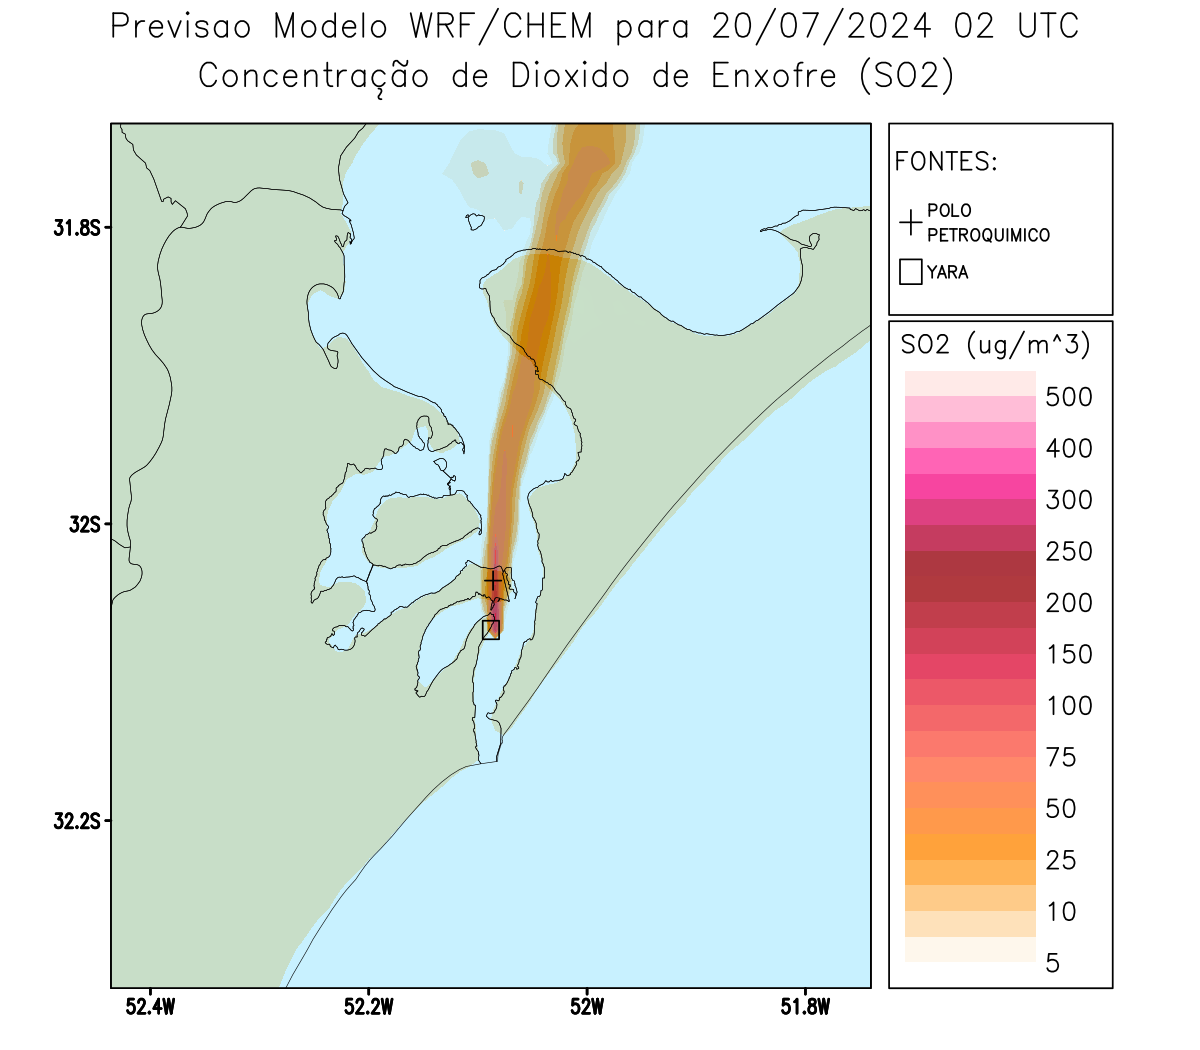 Previsao Modelo WRF/CHEM para 20/07/2024 02 UTC
Concentração de Dioxido de Enxofre (SO2)
FONTES:
POLO
PETROQUIMICO
YARA
SO2 (ug/m^3)
500
400
300
250
200
150
100
75
50
25
10
5
31.8S
32S
32.2S
52.4W
52.2W
52W
51.8W